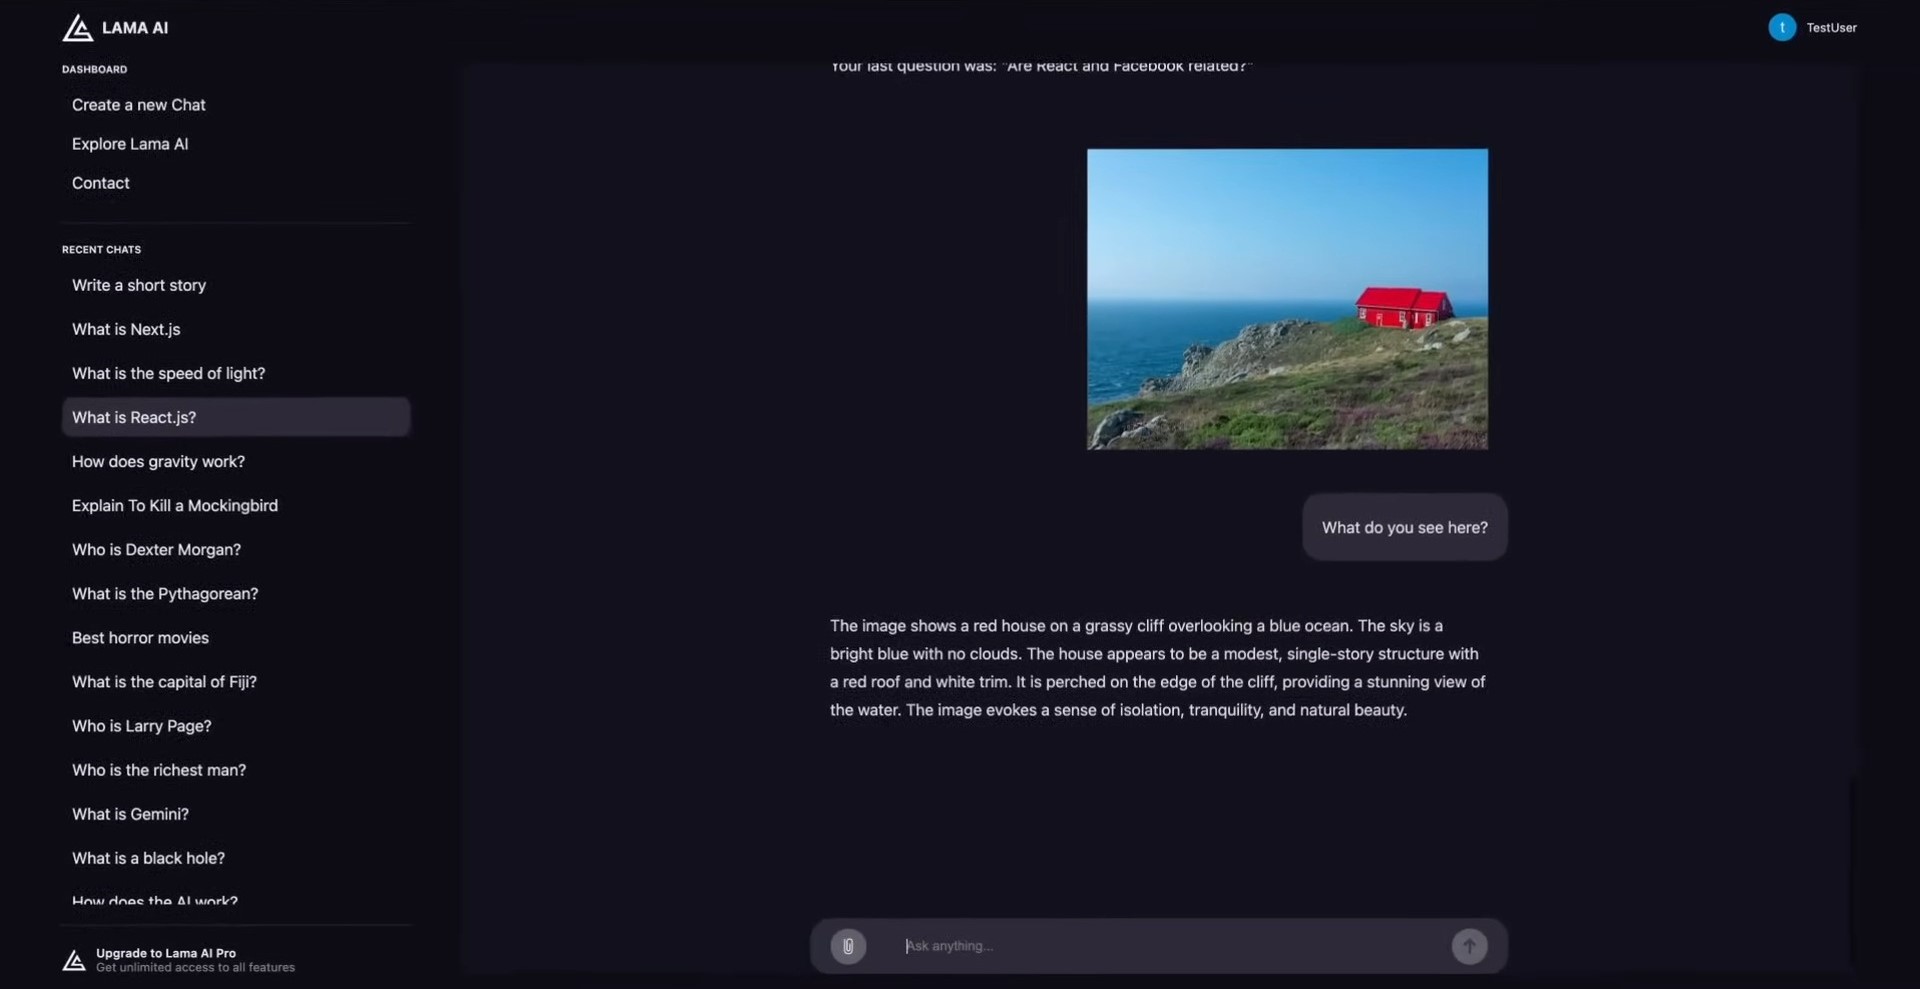 LAMA AI
t TestUser
DASHBOARD
Create a new Chat
Explore Lama AI
Contact
RECENT CHATS
Write a short story
What is Next.js
What is the speed of light?
What is React.js?
How does gravity work?
Explain To Kill a Mockingbird
Who is Dexter Morgan?
What is the Pythagorean?
Best horror movies
What is the capital of Fiji?
Who is Larry Page?
Who is the richest man?
What is Gemini?
What is a black hole?
How does the AI work?
Upgrade to Lama AI Pro
Get unlimited access to all features
Your last question was: "Are React and Facebook related?"
What do you see here?
The image shows a red house on a grassy cliff overlooking a blue ocean. The sky is a
bright blue with no clouds. The house appears to be a modest, single-story structure with
a red roof and white trim. It is perched on the edge of the cliff, providing a stunning view of
the water. The image evokes a sense of isolation, tranquility, and natural beauty.
Ask anything...